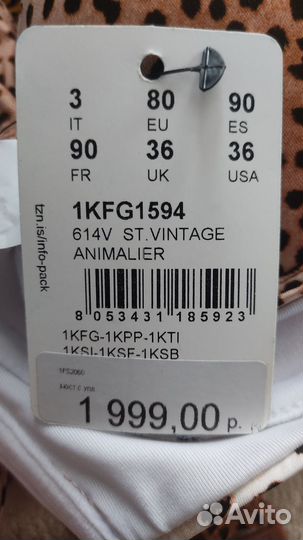 3 80 90
IT EU ES
90 36 36
FR UK USA
1KFG1594
614V ST.VINTAGE
ANIMALIER
8 053431 185923
1KFG-1KPP-1KTI
1KSI-1KSF-1KSB
tzn.is/info-pack
1FS2060
1 999,00 р.
Avito